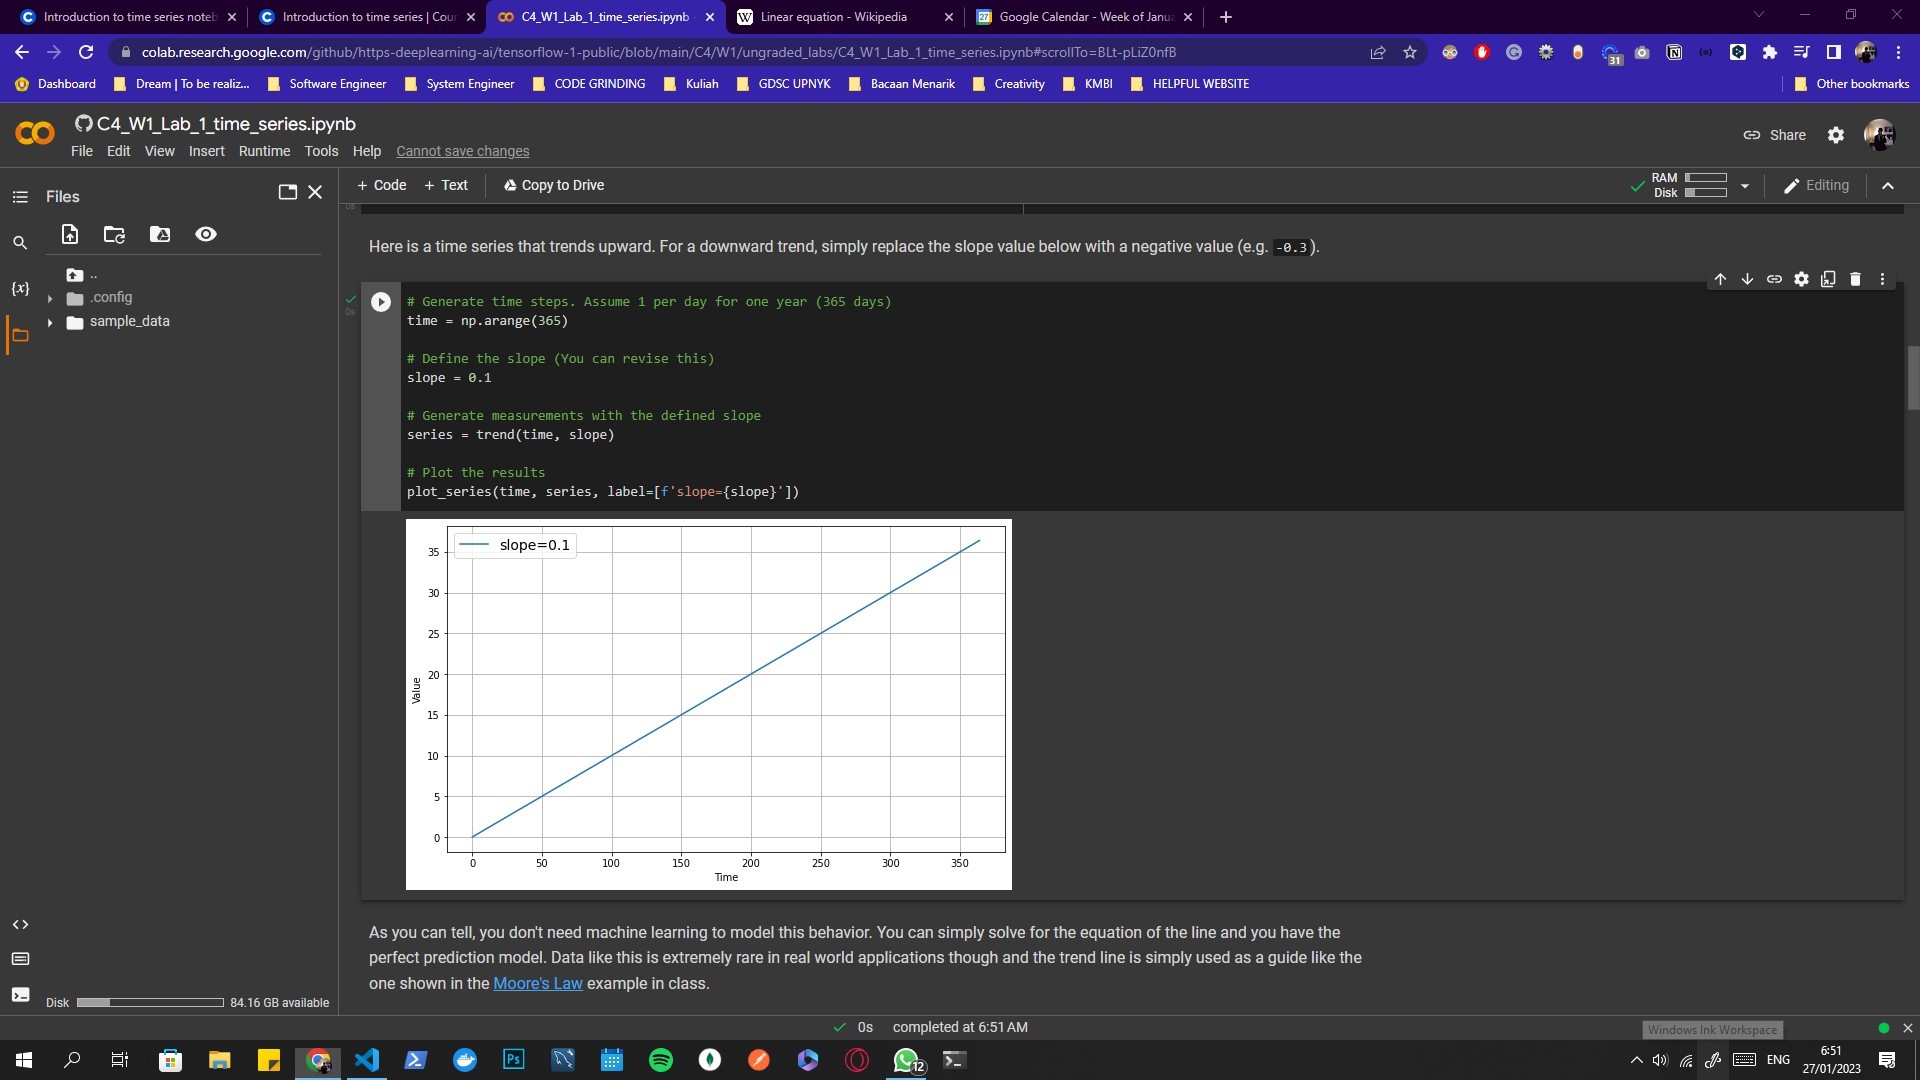 Introduction to time series noteb
Introduction to time series | Cour
C4_W1_Lab_1_time_series.ipynb -
Linear equation - Wikipedia
Google Calendar - Week of Janua
colab.research.google.com/github/https-deeplearning-ai/tensorflow-1-public/blob/main/C4/W1/ungraded_labs/C4_W1_Lab_1_time_series.ipynb#scrollTo=BLt-pLiZ0nfB
31
Dashboard
Dream | To be realiz...
Software Engineer
System Engineer
CODE GRINDING
Kuliah
GDSC UPNYK
Bacaan Menarik
Creativity
KMBI
HELPFUL WEBSITE
Other bookmarks
C4_W1_Lab_1_time_series.ipynb
File Edit View Insert Runtime Tools Help Cannot save changes
Share
Files
+ Code + Text Copy to Drive
RAM
Disk
Editing
..
.config
sample_data
{x}
0s
Here is a time series that trends upward. For a downward trend, simply replace the slope value below with a negative value (e.g. -0.3).
0s
# Generate time steps. Assume 1 per day for one year (365 days)
time = np.arange(365)
# Define the slope (You can revise this)
slope = 0.1
# Generate measurements with the defined slope
series = trend(time, slope)
# Plot the results
plot_series(time, series, label=[f'slope={slope}'])
slope=0.1
35
30
25
20
15
10
5
0
Value
0 50 100 150 200 250 300 350
Time
As you can tell, you don't need machine learning to model this behavior. You can simply solve for the equation of the line and you have the
perfect prediction model. Data like this is extremely rare in real world applications though and the trend line is simply used as a guide like the
one shown in the Moore's Law example in class.
Disk 84.16 GB available
0s completed at 6:51 AM
Windows Ink Workspace
Ps
12
ENG
6:51
27/01/2023